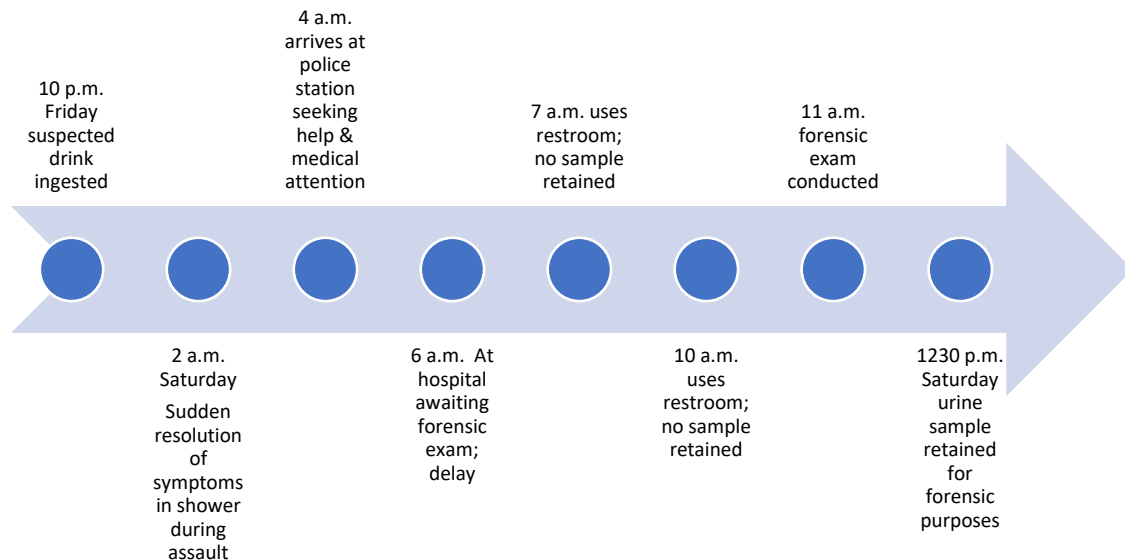 10 p.m.
Friday
suspected
drink
ingested
2 a.m.
Saturday
Sudden
resolution
of
symptoms
in shower
during
assault
4 a.m.
arrives at
police
station
seeking
help &
medical
attention
6 a.m.  At
hospital
awaiting
forensic
exam;
delay
7 a.m. uses
restroom;
no sample
retained
10 a.m.
uses
restroom;
no sample
retained
11 a.m.
forensic
exam
conducted
1230 p.m.
Saturday
urine
sample
retained
for
forensic
purposes